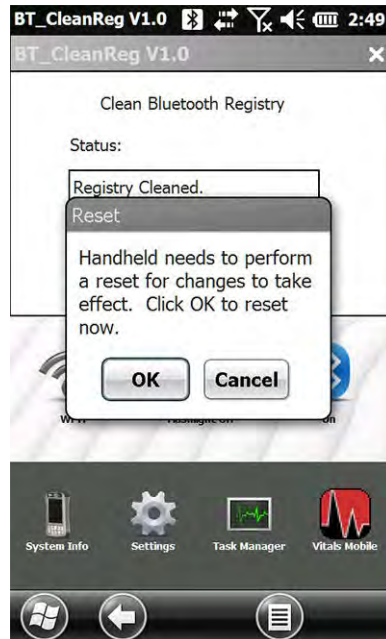 BT_CleanReg V1.0 2:49
BT_CleanReg V1.0
Clean Bluetooth Registry
Status:
Registry Cleaned.
Reset
Handheld needs to perform
a reset for changes to take
effect. Click OK to reset
now.
OK Cancel
System Info Settings Task Manager Vitals Mobile